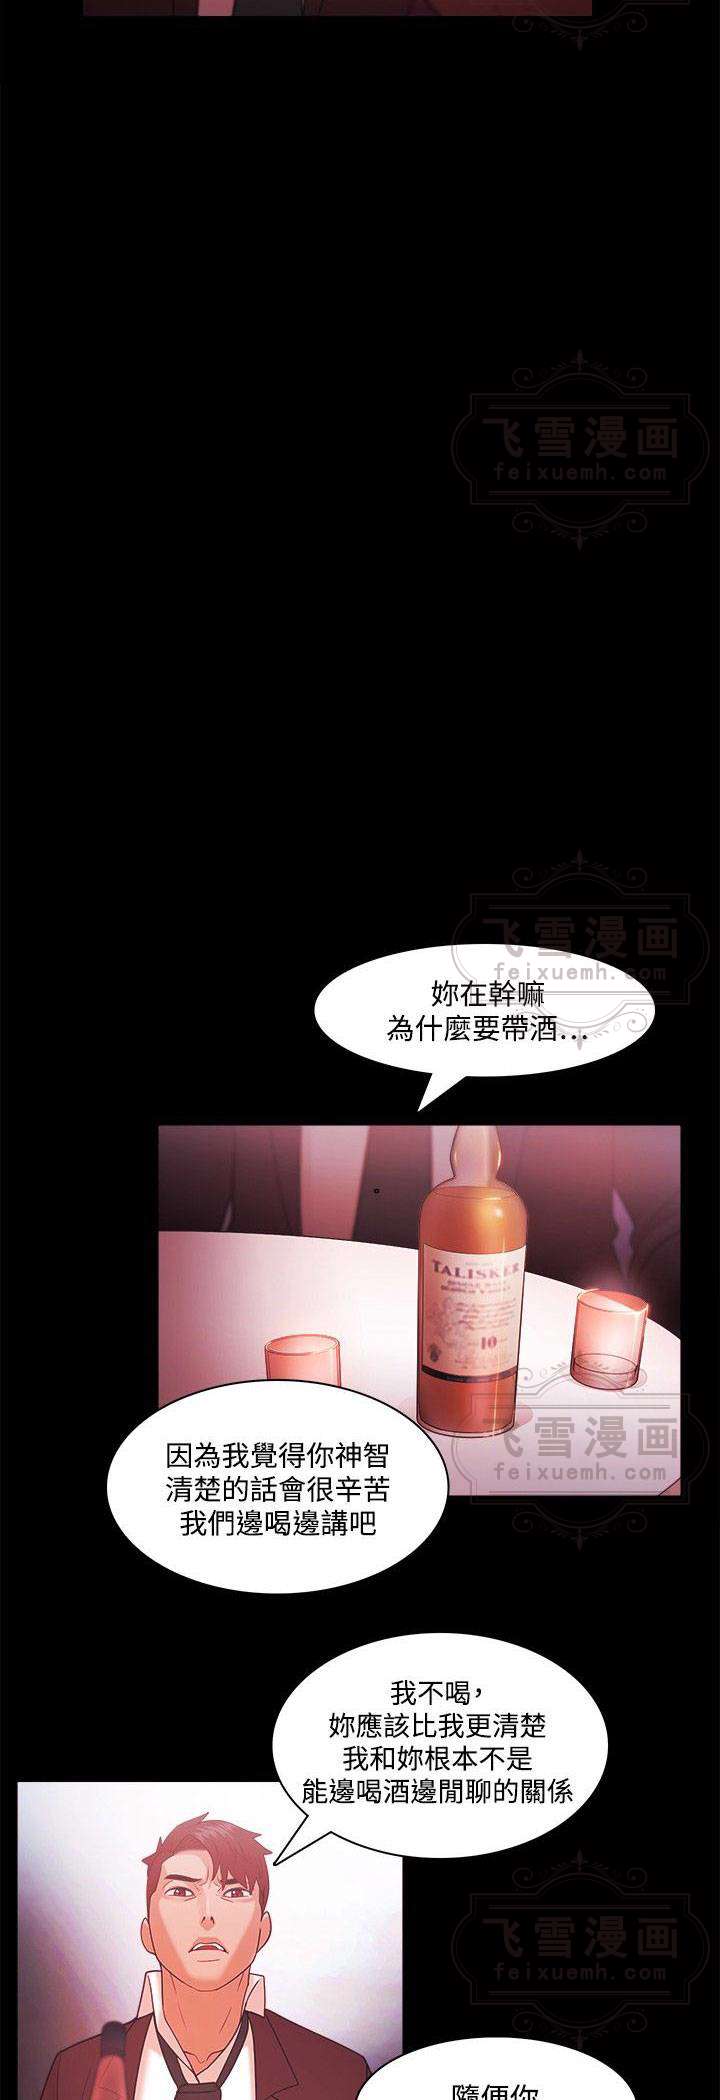 飞雪漫画
feixuemh.com
飞雪漫画
feixuemh.com
妳在幹嘛
為什麼要帶酒...
TALISKER
10
飞雪漫画
feixuemh.com
因為我覺得你神智
清楚的話會很辛苦
我們邊喝邊講吧
我不喝，
妳應該比我更清楚
我和妳根本不是
能邊喝酒邊閒聊的關係
飞雪漫画
feixuemh.com
隨便你